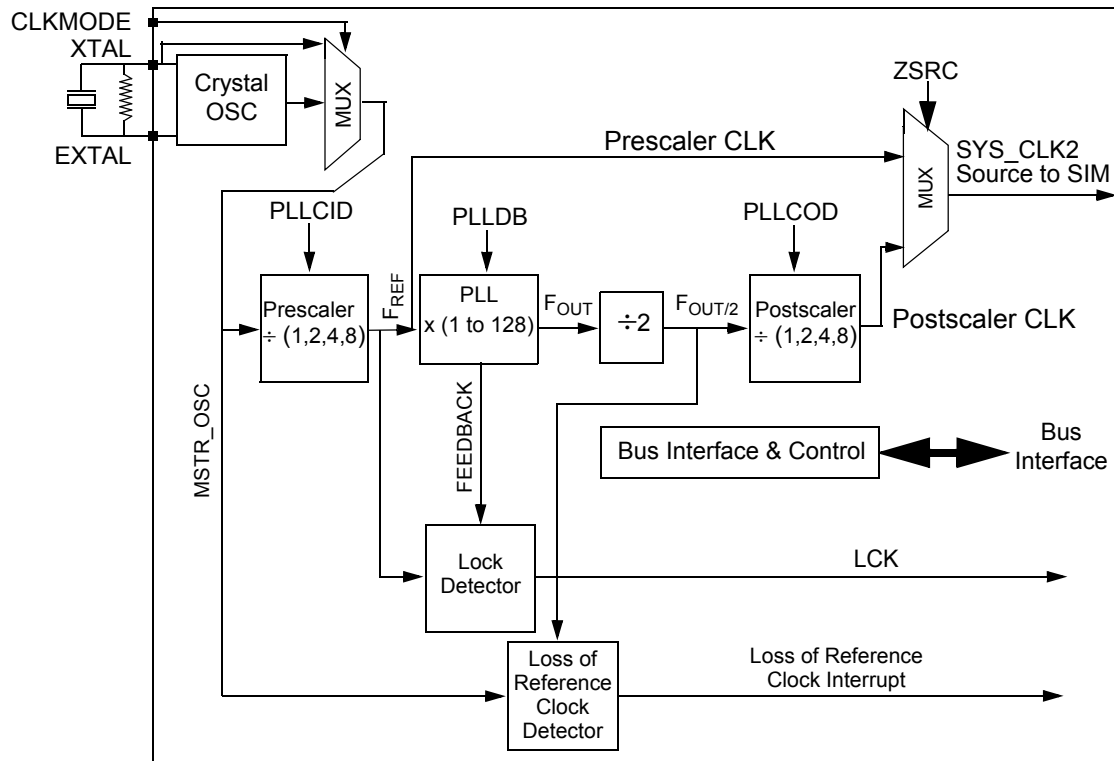 CLKMODE
XTAL
EXTAL
Crystal
OSC
MUX
ZSRC
Prescaler CLK
MUX
SYS_CLK2
Source to SIM
PLLCID
PLLDB
PLLCOD
Prescaler
÷ (1,2,4,8)
FREF
PLL
x (1 to 128)
FOUT
÷2
FOUT/2
Postscaler
÷ (1,2,4,8)
Postscaler CLK
MSTR_OSC
FEEDBACK
Bus Interface & Control
Bus
Interface
Lock
Detector
LCK
Loss of
Reference
Clock
Detector
Loss of Reference
Clock Interrupt